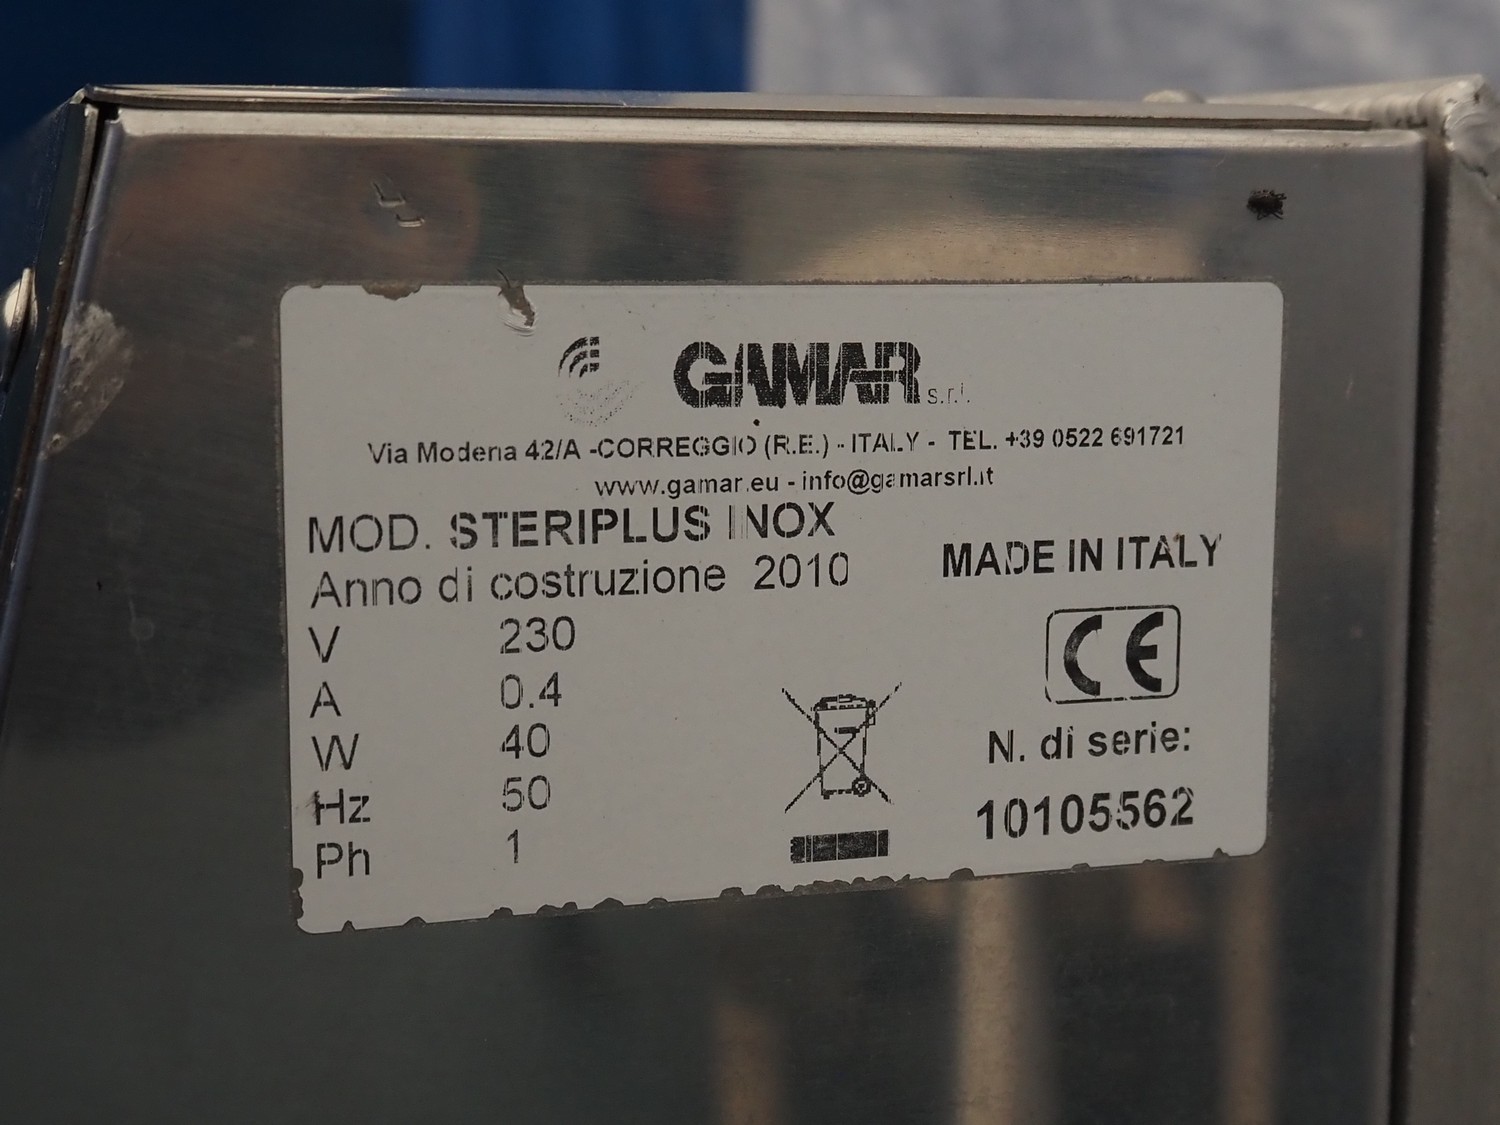 GAMAR s.r.l.
Via Modena 42/A -CORREGGIO (R.E.) - ITALY - TEL. +39 0522 691721
www.gamar.eu - info@gamarsrl.it
MOD. STERIPLUS INOX
Anno di costruzione 2010
MADE IN ITALY
V 230
A 0.4
W 40
Hz 50
Ph 1
CE
N. di serie:
10105562